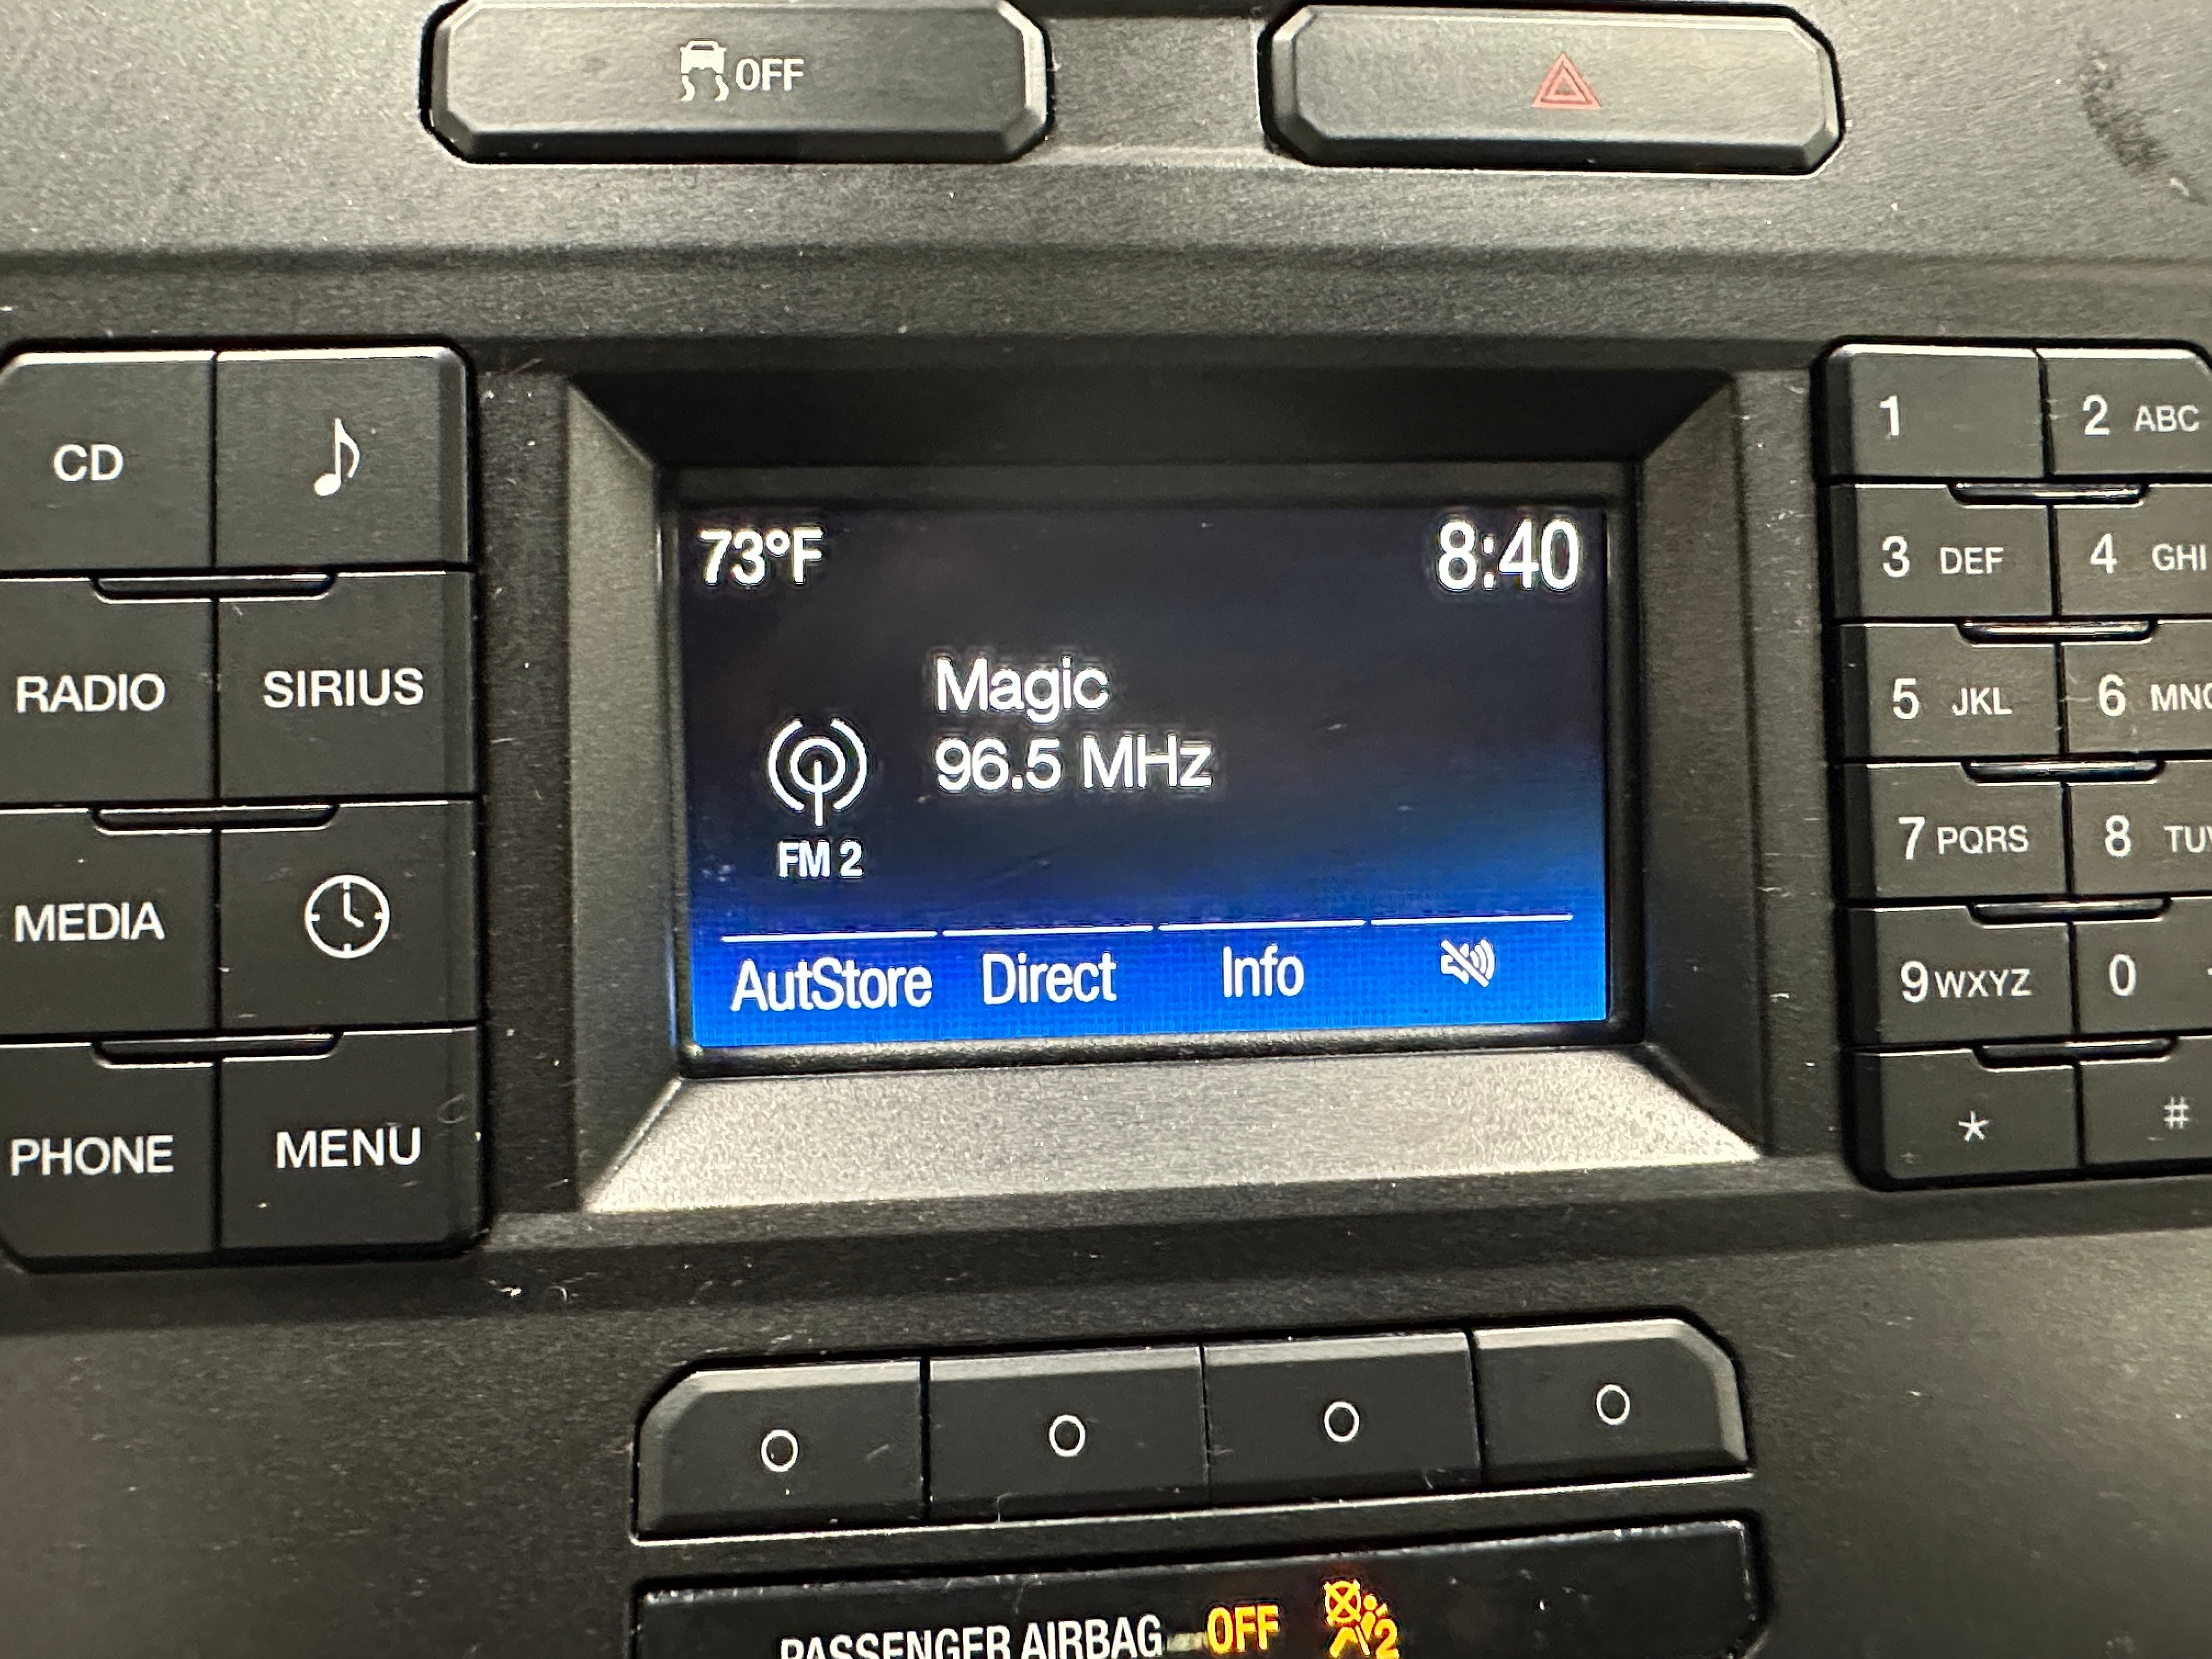 OFF
CD
RADIO SIRIUS
MEDIA
PHONE MENU
73°F 8:40
Magic
96.5 MHz
FM 2
AutStore Direct Info
1 2 ABC
3 DEF 4 GHI
5 JKL 6 MNO
7 PQRS 8 TUV
9 WXYZ 0
* #
O O O O
PASSENGER AIRBAG OFF 2